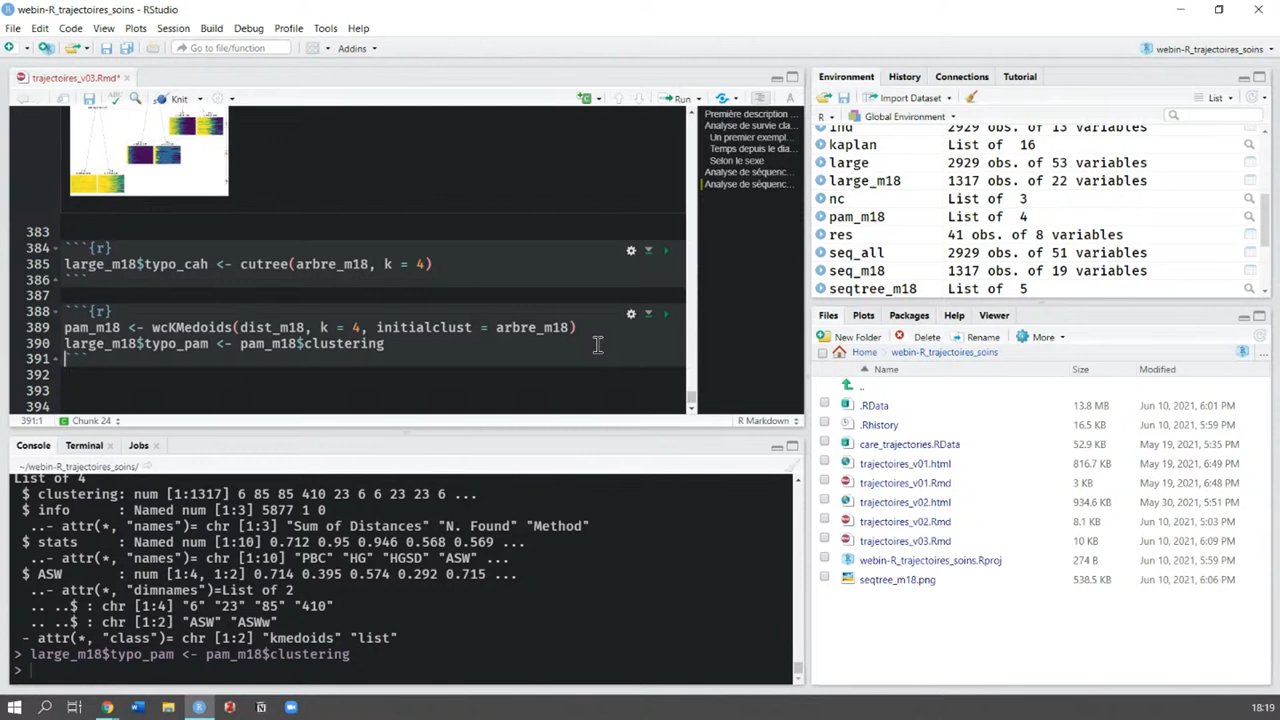 webin-R_trajectoires_soins - RStudio
File Edit Code View Plots Session Build Debug Profile Tools Help
Go to file/function Addins webin-R_trajectoires_soins
trajectoires_v03.Rmd*
Knit Run
383
384 ```{r}
385 large_m18$typo_cah <- cutree(arbre_m18, k = 4)
386 ```
387
388 ```{r}
389 pam_m18 <- wcKMedoids(dist_m18, k = 4, initialclust = arbre_m18)
390 large_m18$typo_pam <- pam_m18$clustering
391 ```
392
393
394
391:1 Chunk 24 R Markdown
Première description ...
Analyse de survie cla...
Un premier exempl...
Temps depuis le dia...
Selon le sexe
Analyse de séquenc...
Analyse de séquenc...
Console Terminal Jobs
~/webin-R_trajectoires_soins/
List of 4
$ clustering: num [1:1317] 6 85 85 410 23 6 6 23 23 6 ...
$ info : Named num [1:3] 5877 1 0
..- attr(*, "names")= chr [1:3] "Sum of Distances" "N. Found" "Method"
$ stats : Named num [1:10] 0.712 0.95 0.946 0.568 0.569 ...
..- attr(*, "names")= chr [1:10] "PBC" "HG" "HGSD" "ASW" ...
$ ASW : num [1:4, 1:2] 0.714 0.395 0.574 0.292 0.715 ...
..- attr(*, "dimnames")=List of 2
.. ..$ : chr [1:4] "6" "23" "85" "410"
.. ..$ : chr [1:2] "ASW" "ASWw"
- attr(*, "class")= chr [1:2] "kmedoids" "list"
> large_m18$typo_pam <- pam_m18$clustering
>
Environment History Connections Tutorial
Import Dataset List
R Global Environment
ind 2929 obs. of 13 variables
kaplan List of 16
large 2929 obs. of 53 variables
large_m18 1317 obs. of 22 variables
nc List of 3
pam_m18 List of 4
res 41 obs. of 8 variables
seq_all 2929 obs. of 51 variables
seq_m18 1317 obs. of 19 variables
seqtree_m18 List of 5
Files Plots Packages Help Viewer
New Folder Delete Rename More
Home webin-R_trajectoires_soins ...
Name Size Modified
..
.RData 13.8 MB Jun 10, 2021, 6:01 PM
.Rhistory 16.5 KB Jun 10, 2021, 5:59 PM
care_trajectories.RData 52.9 KB May 19, 2021, 5:35 PM
trajectoires_v01.html 816.7 KB May 19, 2021, 6:49 PM
trajectoires_v01.Rmd 3 KB May 19, 2021, 6:48 PM
trajectoires_v02.html 934.6 KB May 30, 2021, 5:51 PM
trajectoires_v02.Rmd 8.1 KB Jun 10, 2021, 5:03 PM
trajectoires_v03.Rmd 10 KB Jun 10, 2021, 6:09 PM
webin-R_trajectoires_soins.Rproj 274 B Jun 10, 2021, 5:59 PM
seqtree_m18.png 538.5 KB Jun 10, 2021, 6:06 PM
18:19